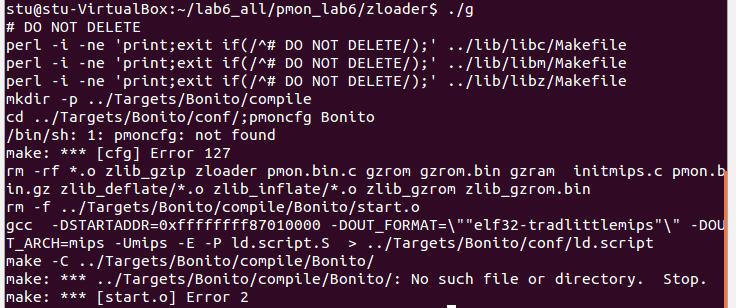 stu@stu-VirtualBox:~/lab6_all/pmon_lab6/zloader$ ./g
# DO NOT DELETE
perl -i -ne 'print;exit if(/^# DO NOT DELETE/);' ../lib/libc/Makefile
perl -i -ne 'print;exit if(/^# DO NOT DELETE/);' ../lib/libm/Makefile
perl -i -ne 'print;exit if(/^# DO NOT DELETE/);' ../lib/libz/Makefile
mkdir -p ../Targets/Bonito/compile
cd ../Targets/Bonito/conf/;pmoncfg Bonito
/bin/sh: 1: pmoncfg: not found
make: *** [cfg] Error 127
rm -rf *.o zlib_gzip zloader pmon.bin.c gzrom gzrom.bin gzram  initmips.c pmon.b
in.gz zlib_deflate/*.o zlib_inflate/*.o zlib_gzrom zlib_gzrom.bin
rm -f ../Targets/Bonito/compile/Bonito/start.o
gcc  -DSTARTADDR=0xffffffff87010000 -DOUT_FORMAT=\""elf32-tradlittlemips"\" -DOU
T_ARCH=mips -Umips -E -P ld.script.S  > ../Targets/Bonito/conf/ld.script
make -C ../Targets/Bonito/compile/Bonito/
make: *** ../Targets/Bonito/compile/Bonito/: No such file or directory.  Stop.
make: *** [start.o] Error 2